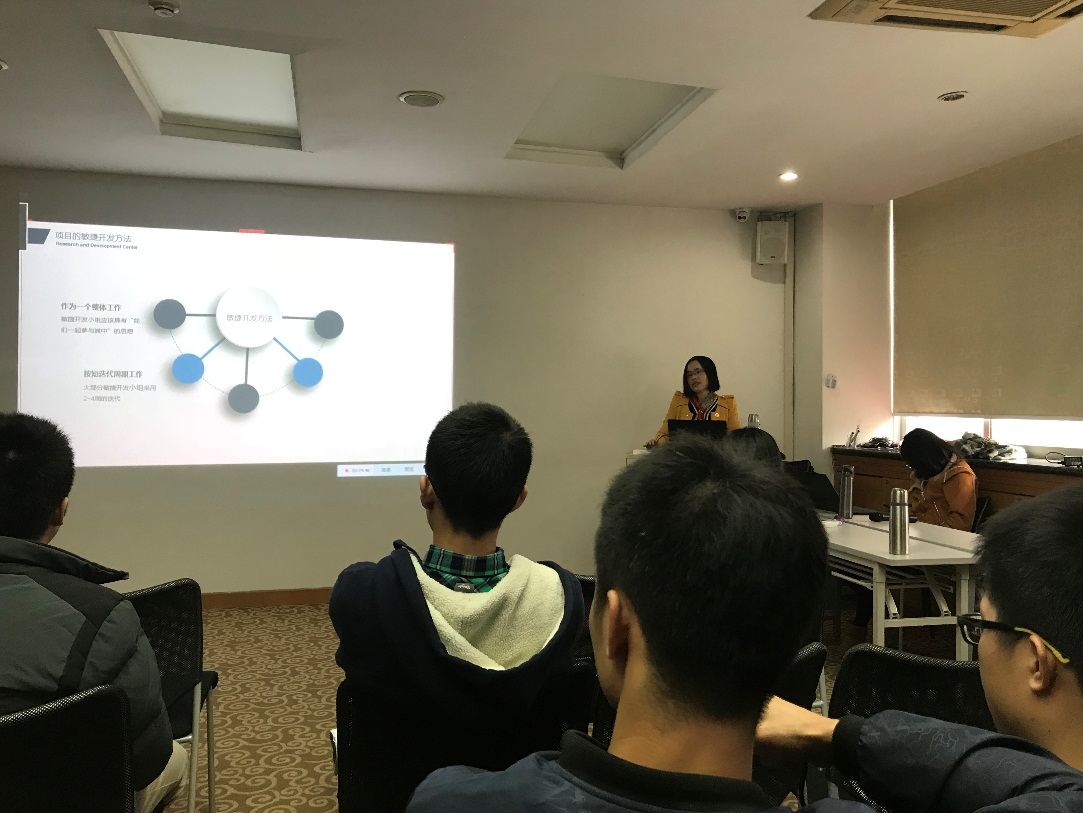 项目的敏捷开发方法
Research and Development Center
作为一个整体工作
敏捷开发小组应该具有“我
们一起参与其中”的思想
敏捷开发方法
按短迭代周期工作
大部分敏捷开发小组采用
2~4周的迭代